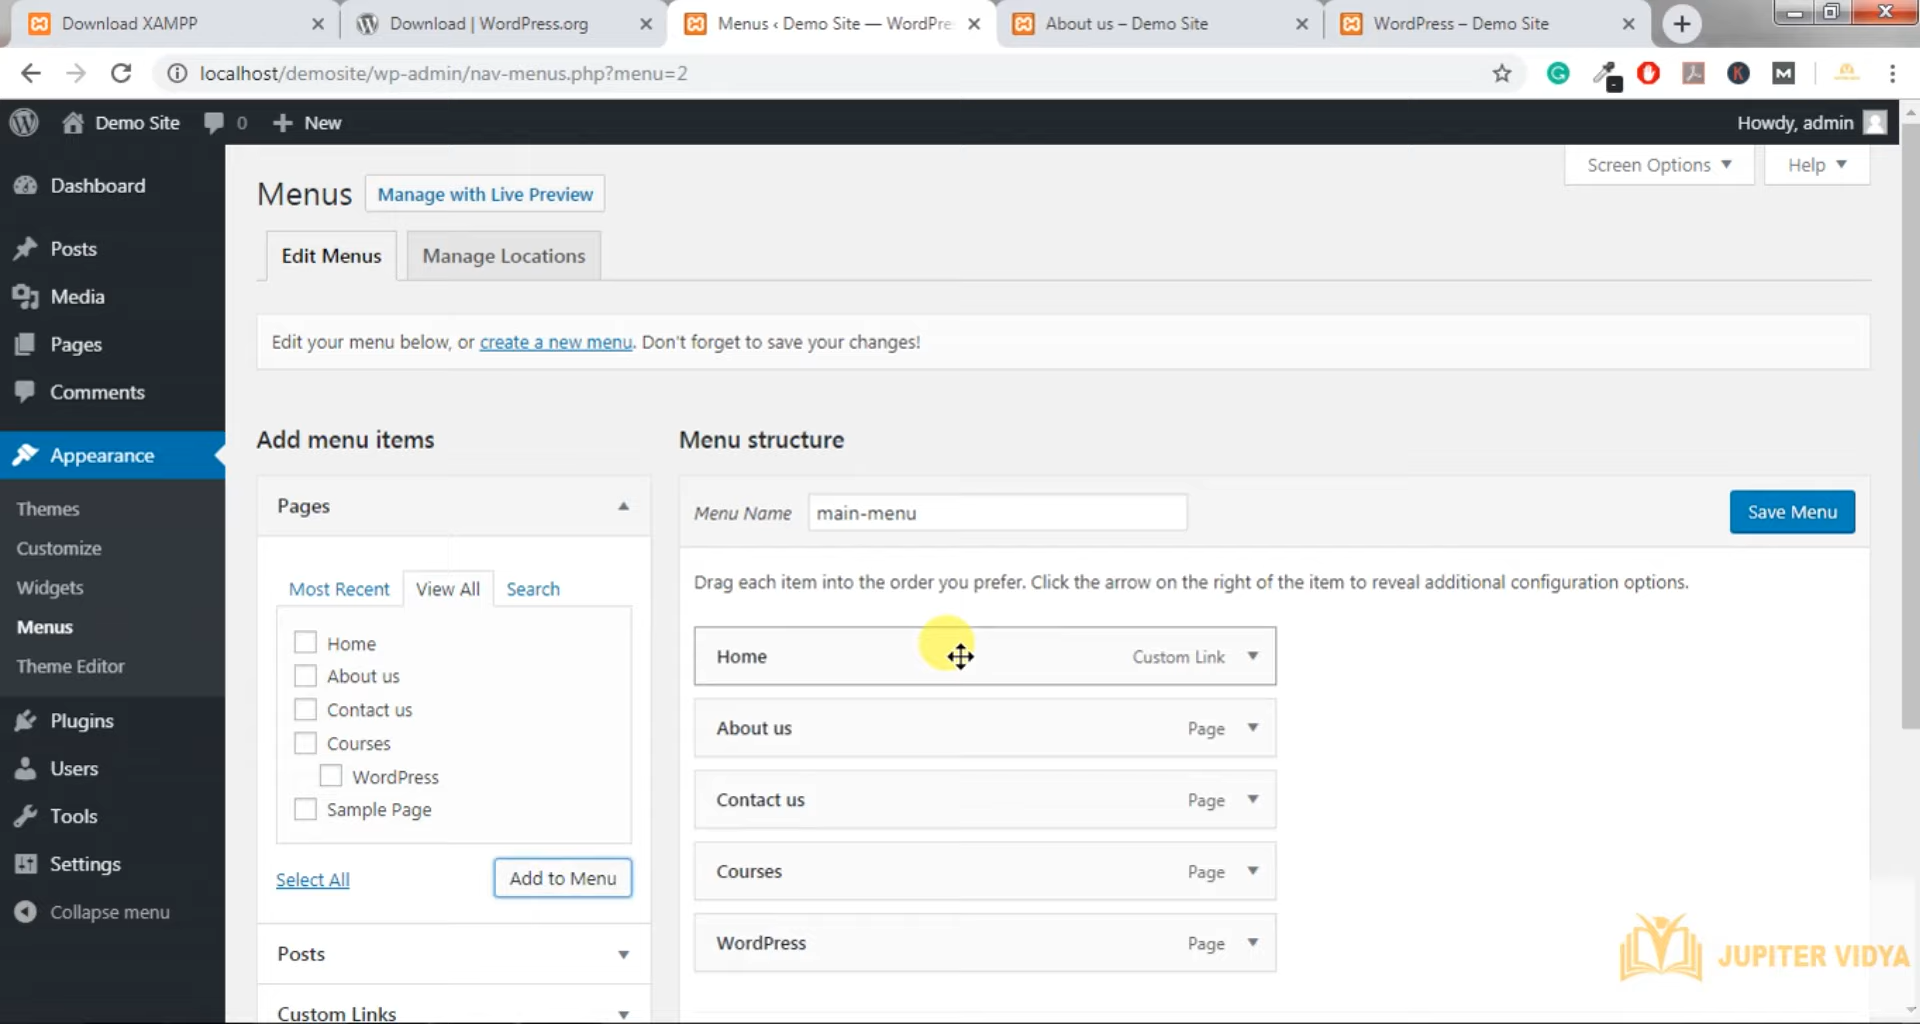 Download XAMPP
Download | WordPress.org
Menus ‹ Demo Site — WordPre
About us – Demo Site
WordPress – Demo Site
localhost/demosite/wp-admin/nav-menus.php?menu=2
Demo Site
0
New
Howdy, admin
Screen Options
Help
Dashboard
Posts
Media
Pages
Comments
Appearance
Themes
Customize
Widgets
Menus
Theme Editor
Plugins
Users
Tools
Settings
Collapse menu
Menus
Manage with Live Preview
Edit Menus
Manage Locations
Edit your menu below, or create a new menu. Don't forget to save your changes!
Add menu items
Pages
Most Recent
View All
Search
Home
About us
Contact us
Courses
WordPress
Sample Page
Select All
Add to Menu
Posts
Custom Links
Menu structure
Menu Name
main-menu
Save Menu
Drag each item into the order you prefer. Click the arrow on the right of the item to reveal additional configuration options.
Home
Custom Link
About us
Page
Contact us
Page
Courses
Page
WordPress
Page
JUPITER VIDYA